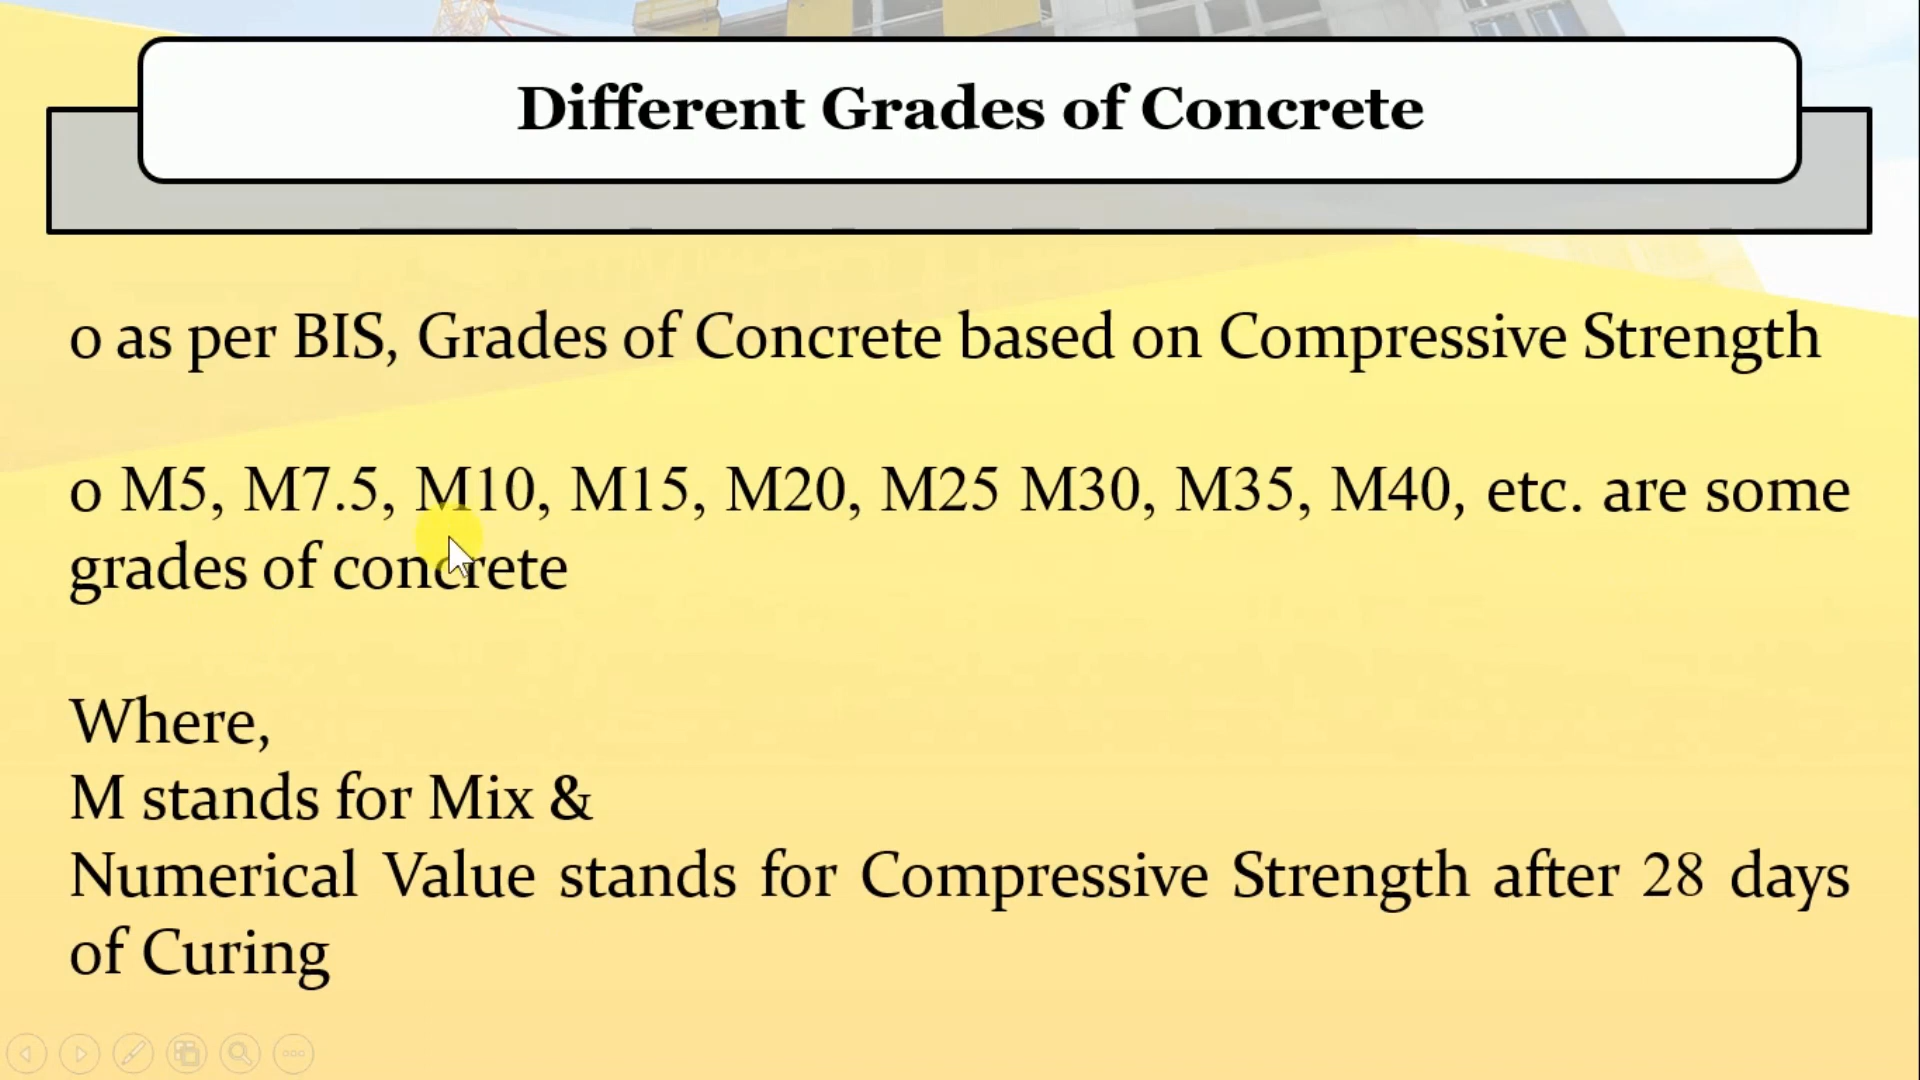 Different Grades of Concrete
o as per BIS, Grades of Concrete based on Compressive Strength
o M5, M7.5, M10, M15, M20, M25 M30, M35, M40, etc. are some
grades of concrete
Where,
M stands for Mix &
Numerical Value stands for Compressive Strength after 28 days
of Curing